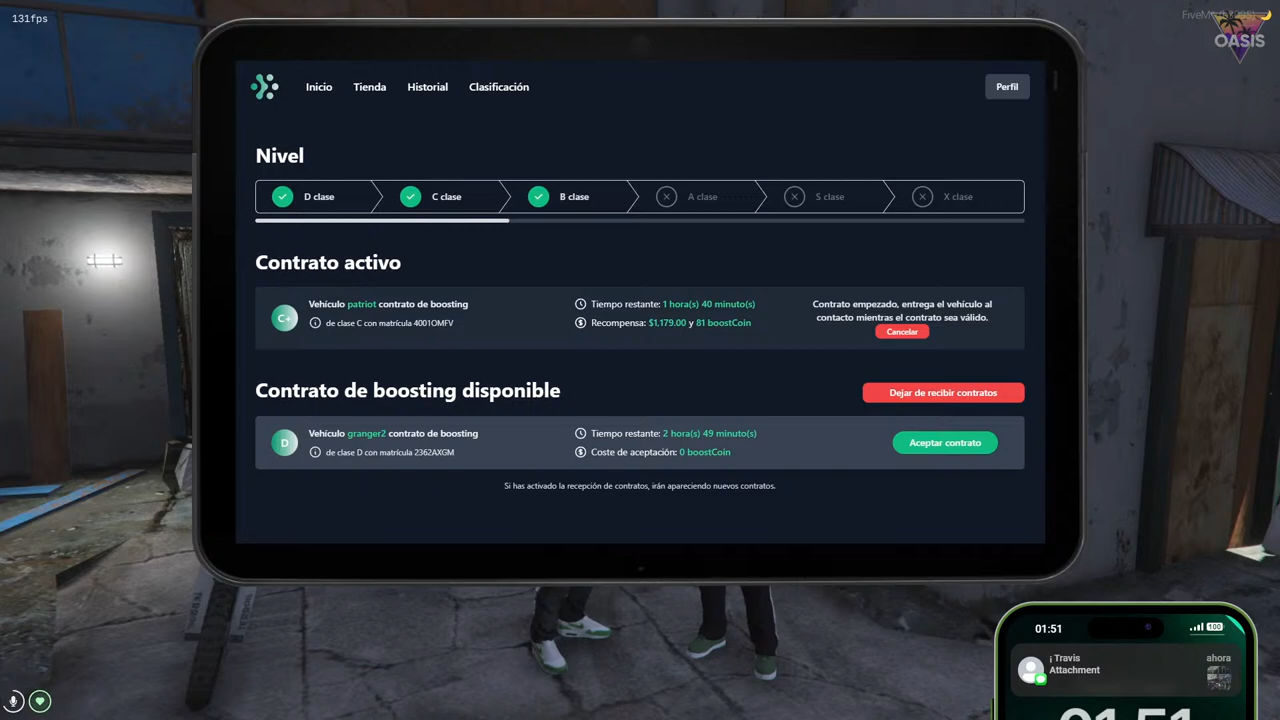 131fps
OASIS
Inicio
Tienda
Historial
Clasificación
Perfil
Nivel
D clase
C clase
B clase
A clase
S clase
X clase
Contrato activo
C+
Vehículo patriot contrato de boosting
de clase C con matrícula 4001OMFV
Tiempo restante: 1 hora(s) 40 minuto(s)
Recompensa: $1,179.00 y 81 boostCoin
Contrato empezado, entrega el vehículo al
contacto mientras el contrato sea válido.
Cancelar
Contrato de boosting disponible
Dejar de recibir contratos
D
Vehículo granger2 contrato de boosting
de clase D con matrícula 2362AXGM
Tiempo restante: 2 hora(s) 49 minuto(s)
Coste de aceptación: 0 boostCoin
Aceptar contrato
Si has activado la recepción de contratos, irán apareciendo nuevos contratos.
01:51
100
¡ Travis
ahora
Attachment
01:51